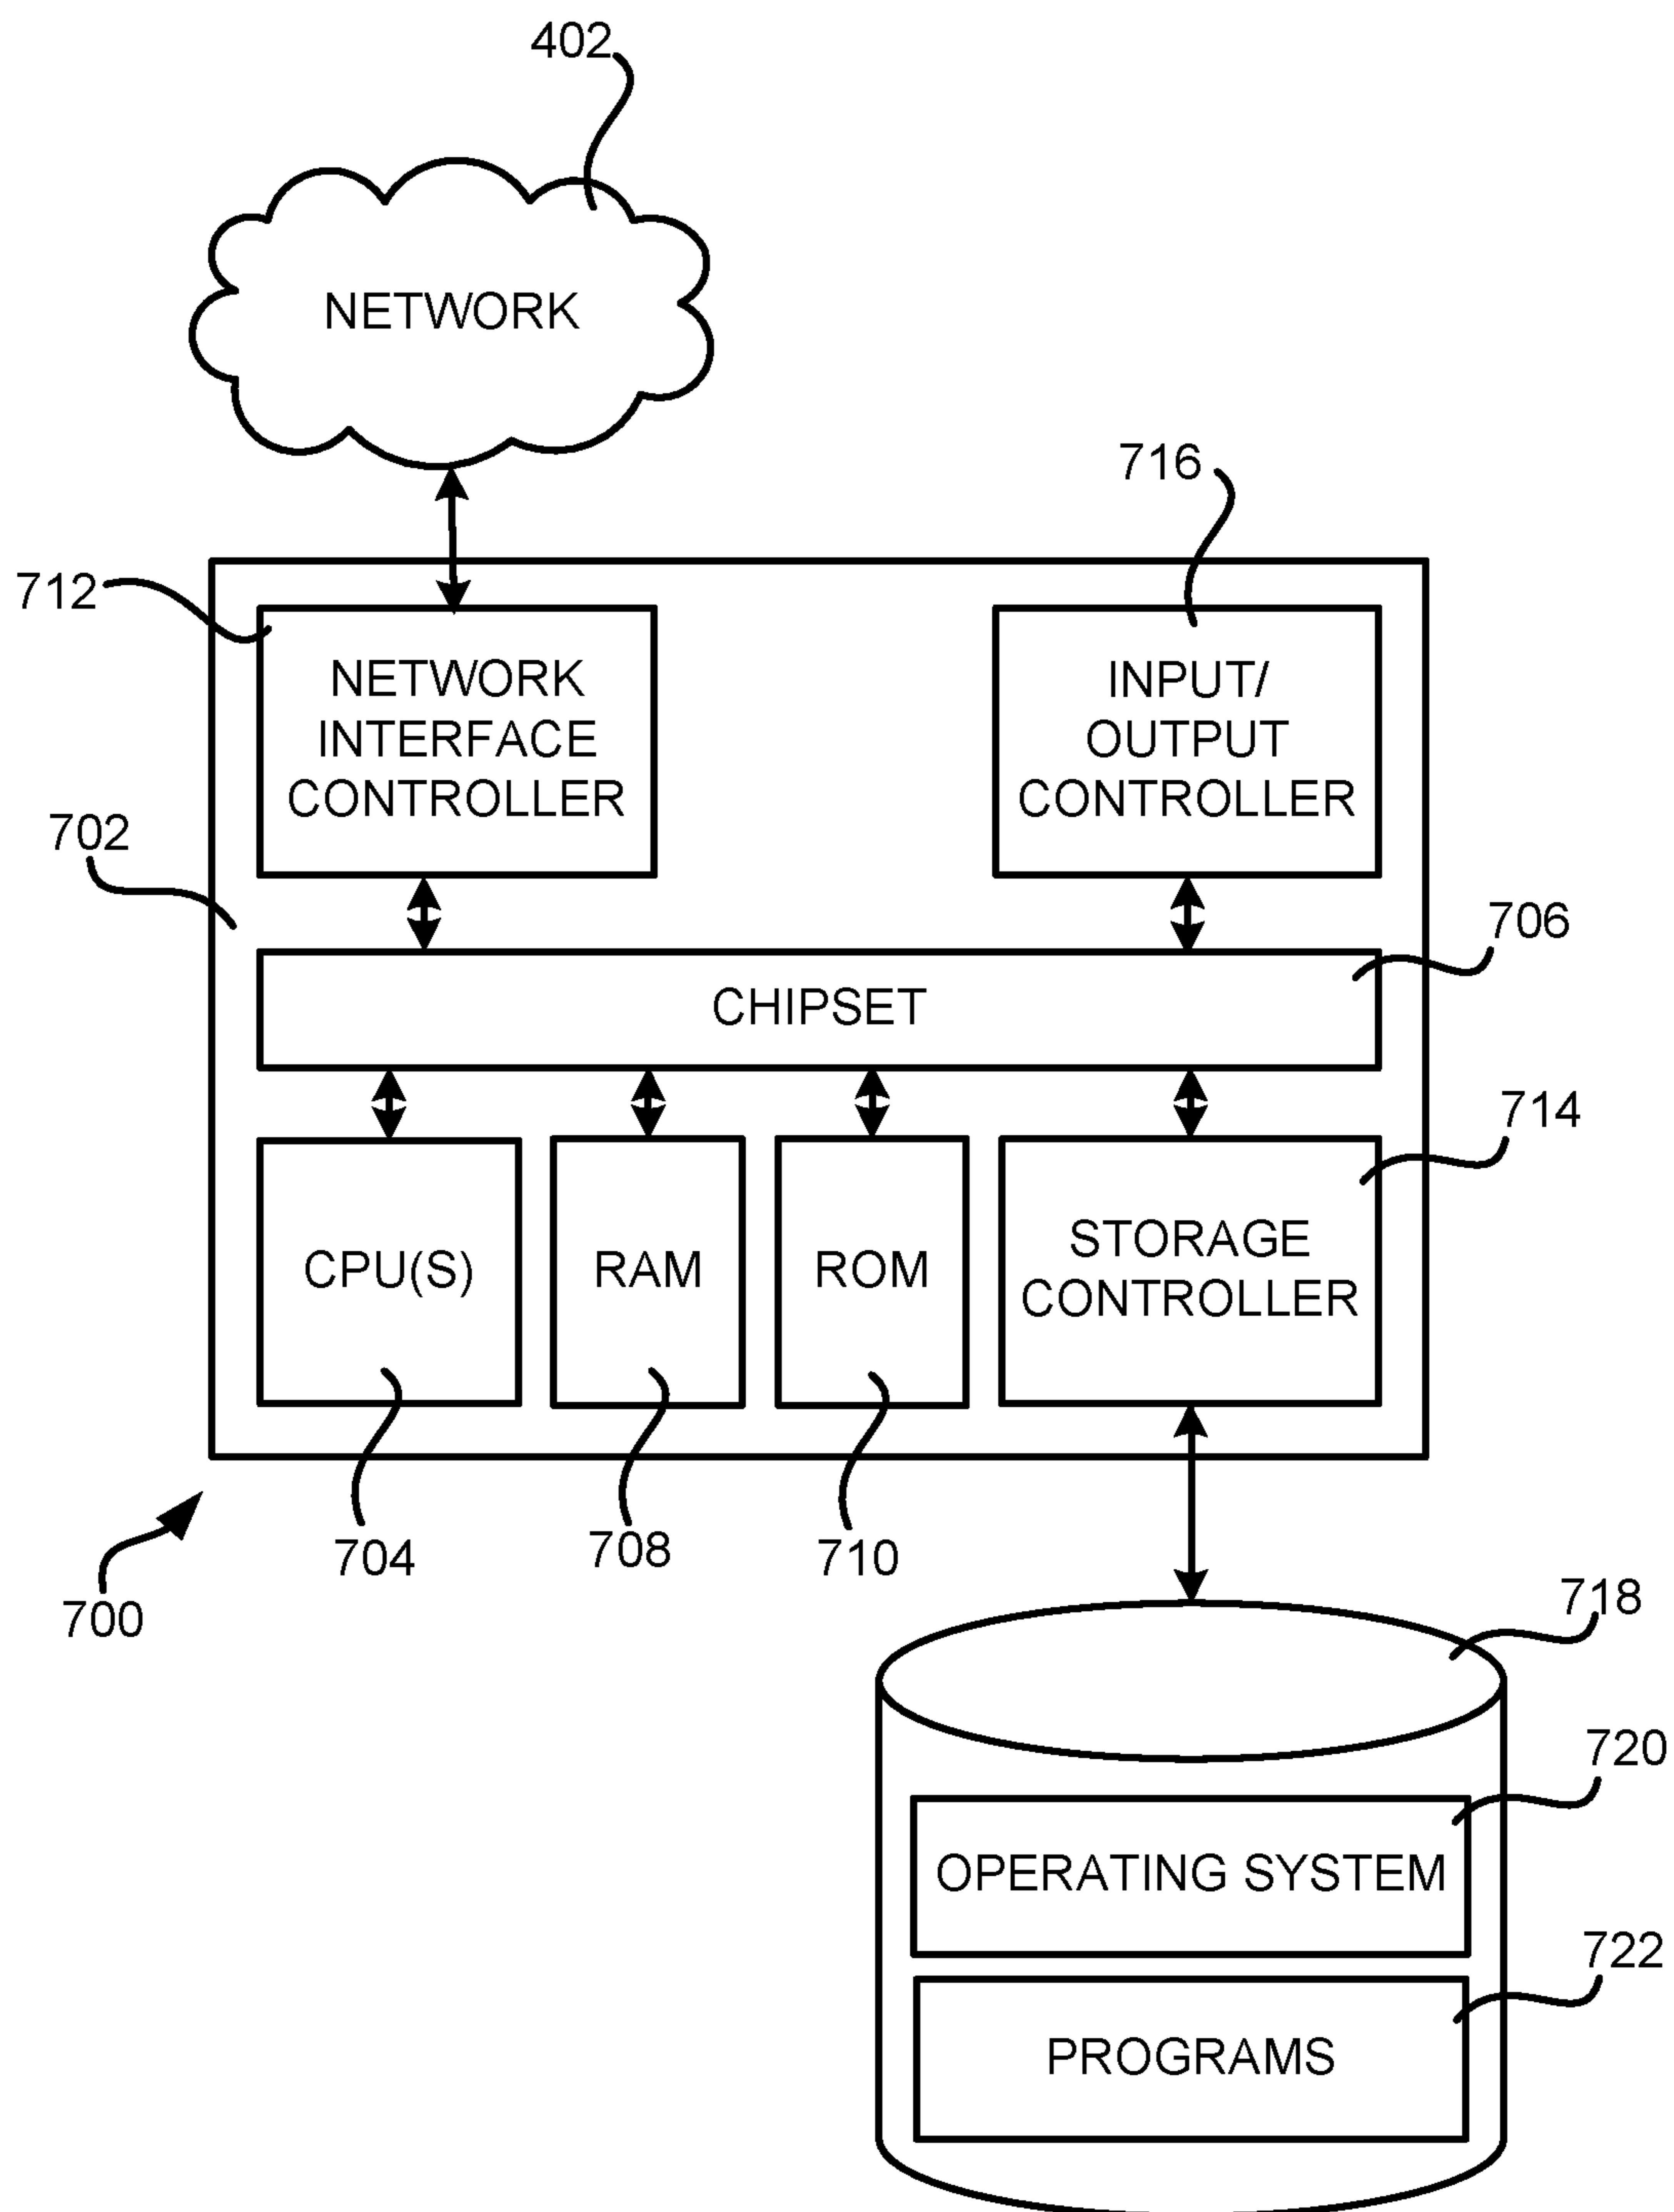 402
NETWORK
716
712
NETWORK
INTERFACE
CONTROLLER
INPUT/
OUTPUT
CONTROLLER
702
706
CHIPSET
714
CPU(S)
RAM
ROM
STORAGE
CONTROLLER
704
708
710
700
718
720
OPERATING SYSTEM
722
PROGRAMS